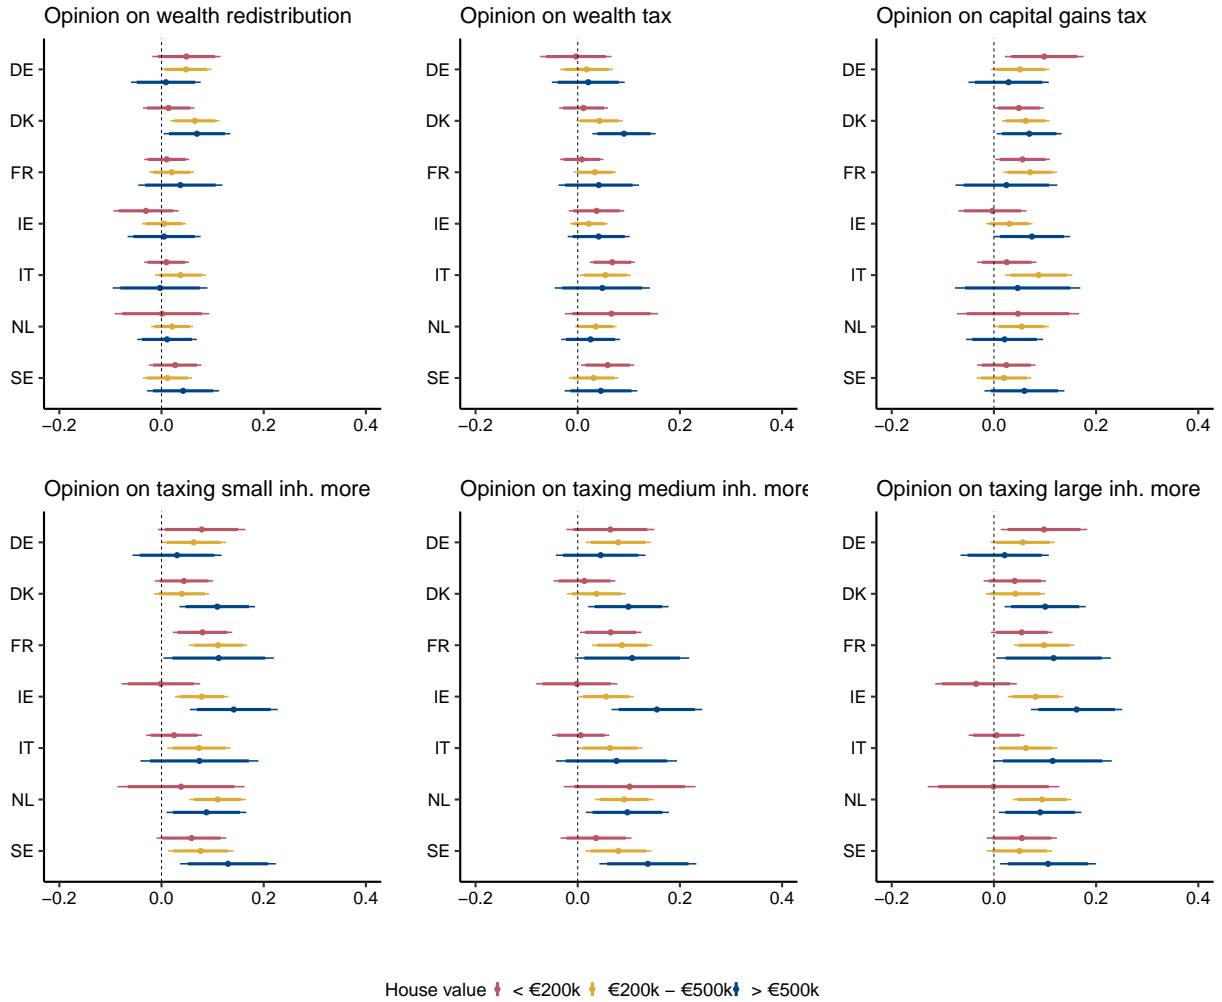 Opinion on wealth redistribution
DE
DK
FR
IE
IT
NL
SE
−0.2 0.0 0.2 0.4
Opinion on wealth tax
DE
DK
FR
IE
IT
NL
SE
−0.2 0.0 0.2 0.4
Opinion on capital gains tax
DE
DK
FR
IE
IT
NL
SE
−0.2 0.0 0.2 0.4
Opinion on taxing small inh. more
DE
DK
FR
IE
IT
NL
SE
−0.2 0.0 0.2 0.4
Opinion on taxing medium inh. more
DE
DK
FR
IE
IT
NL
SE
−0.2 0.0 0.2 0.4
Opinion on taxing large inh. more
DE
DK
FR
IE
IT
NL
SE
−0.2 0.0 0.2 0.4
House value < €200k €200k − €500k > €500k